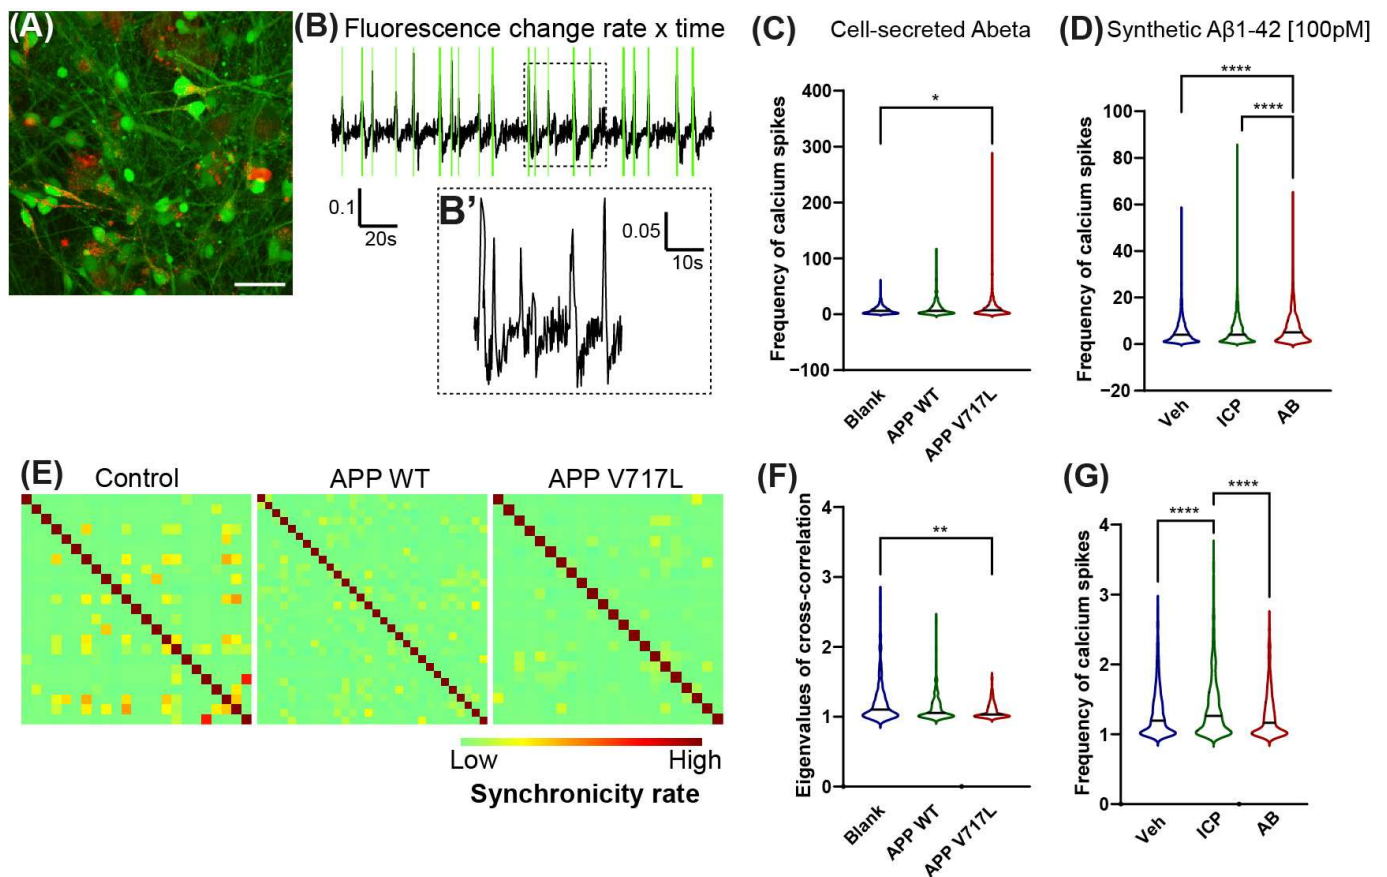 (A)
(B) Fluorescence change rate x time
0.1
20s
B’
0.05
10s
(C) Cell-secreted Abeta
Frequency of calcium spikes
400
300
200
100
0
−100
*
Blank
APP WT
APP V717L
(D) Synthetic Aβ1-42 [100pM]
Frequency of calcium spikes
100
80
60
40
20
0
−20
****
****
Veh
ICP
AB
(E)
Control
APP WT
APP V717L
Low
High
Synchronicity rate
(F)
Eigenvalues of cross-correlation
4
3
2
1
0
**
Blank
APP WT
APP V717L
(G)
Frequency of calcium spikes
4
3
2
1
0
****
****
Veh
ICP
AB